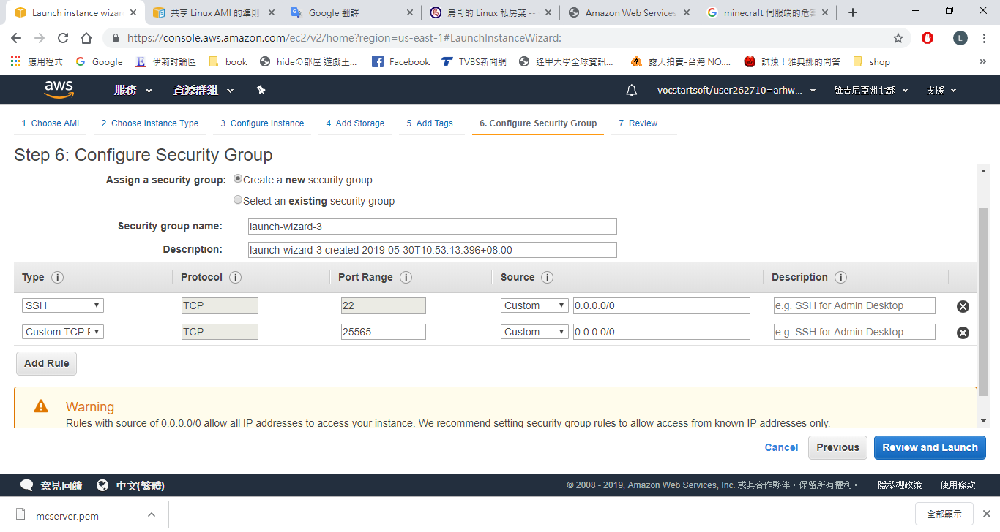 Launch instance wizar
共享 Linux AMI 的準則
Google 翻譯
鳥哥的 Linux 私房菜 --
Amazon Web Services
minecraft 伺服端的危害
https://console.aws.amazon.com/ec2/v2/home?region=us-east-1#LaunchInstanceWizard:
L
應用程式
Google
伊莉討論區
book
hideの部屋 遊戲王...
Facebook
TVBS新聞網
逢甲大學全球資訊...
露天拍賣-台灣 NO....
試煉！雅典娜的問答
shop
aws
服務
資源群組
vocstartsoft/user262710=arhw...
維吉尼亞州北部
支援
1. Choose AMI
2. Choose Instance Type
3. Configure Instance
4. Add Storage
5. Add Tags
6. Configure Security Group
7. Review
Step 6: Configure Security Group
Assign a security group:
Create a new security group
Select an existing security group
Security group name:
launch-wizard-3
Description:
launch-wizard-3 created 2019-05-30T10:53:13.396+08:00
Type
Protocol
Port Range
Source
Description
SSH
TCP
22
Custom
0.0.0.0/0
e.g. SSH for Admin Desktop
Custom TCP F
TCP
25565
Custom
0.0.0.0/0
e.g. SSH for Admin Desktop
Add Rule
Warning
Rules with source of 0.0.0.0/0 allow all IP addresses to access your instance. We recommend setting security group rules to allow access from known IP addresses only.
Cancel
Previous
Review and Launch
意見回饋
中文(繁體)
© 2008 - 2019, Amazon Web Services, Inc. 或其合作夥伴。保留所有權利。
隱私權政策
使用條款
mcserver.pem
全部顯示